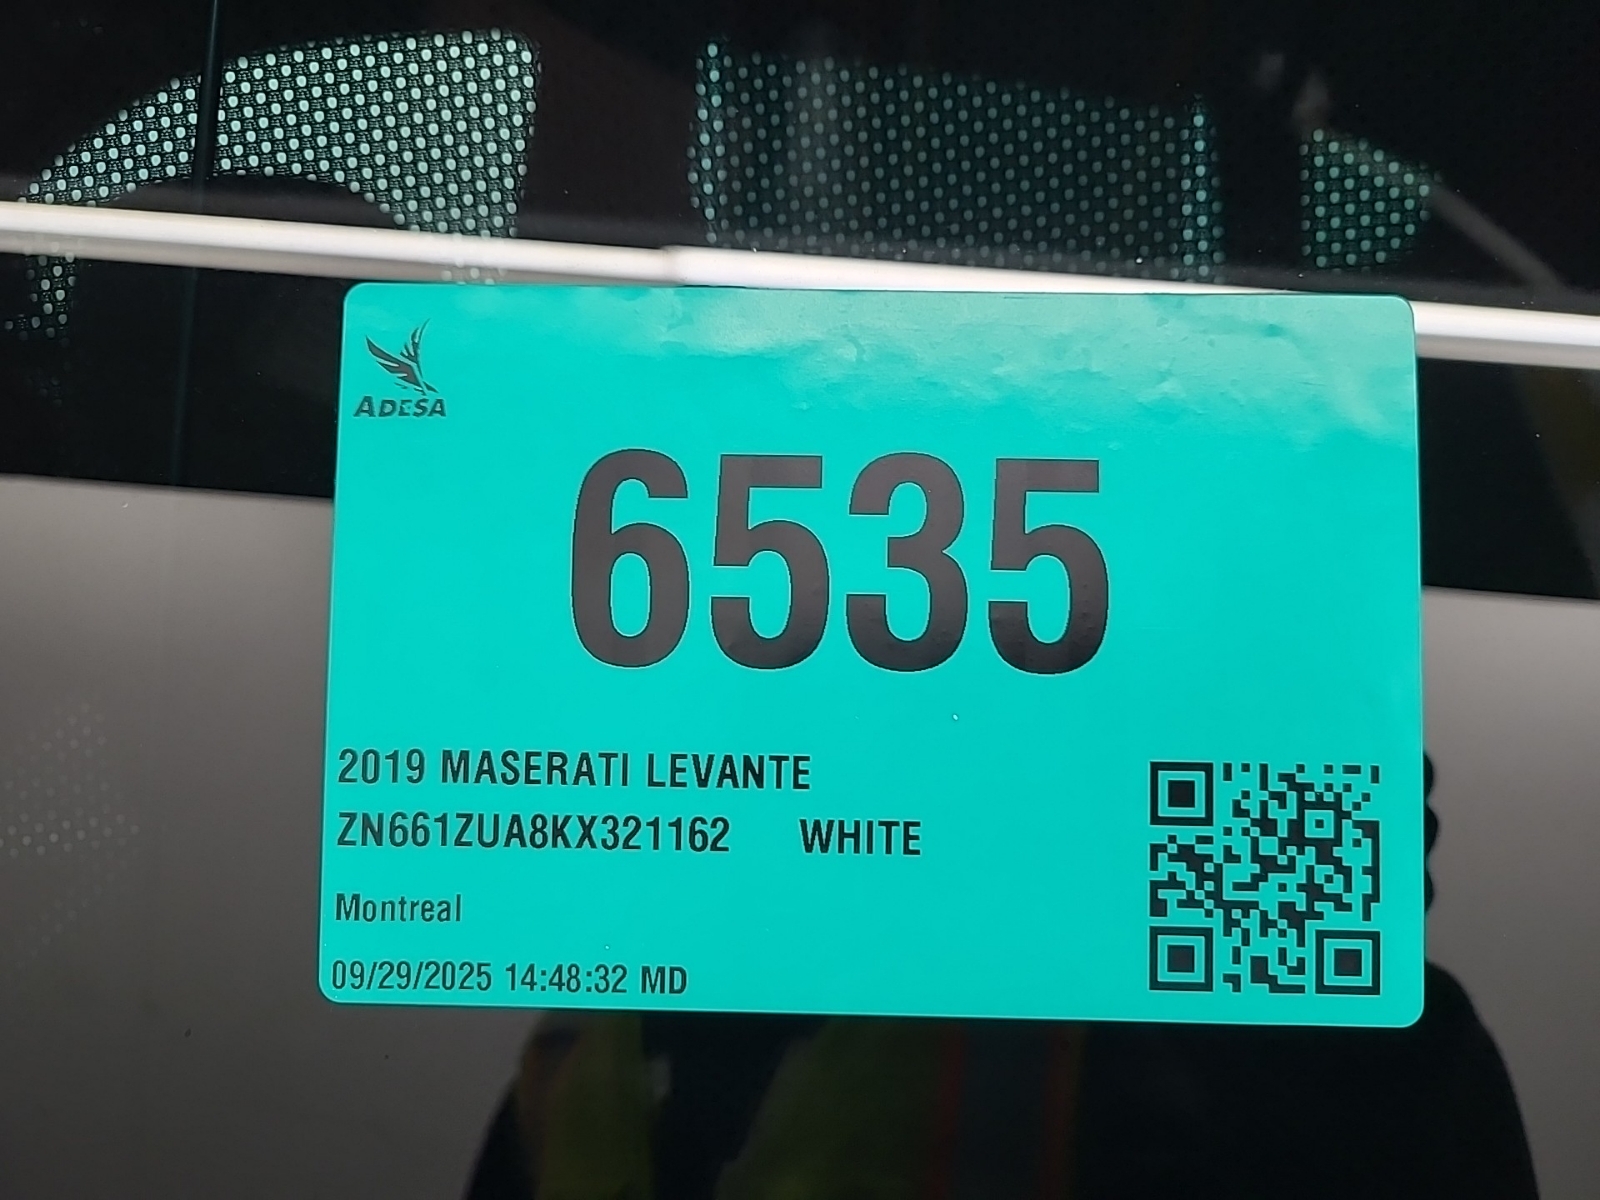 ADESA
6535
2019 MASERATI LEVANTE
ZN661ZUA8KX321162 WHITE
Montreal
09/29/2025 14:48:32 MD